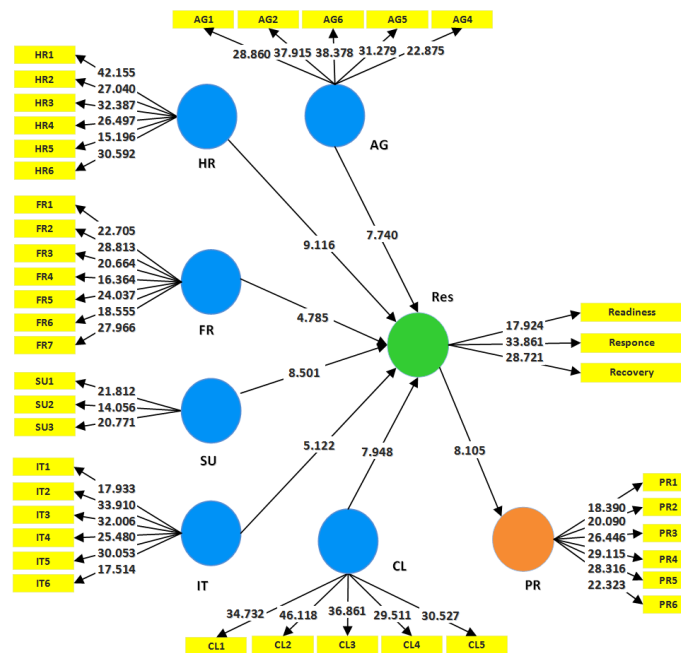 AG1 AG2 AG6 AG5 AG4
28.860 37.915 38.378 31.279 22.875
AG
HR1
HR2
HR3
HR4
HR5
HR6
42.155
27.040
32.387
26.497
15.196
30.592
HR
9.116
7.740
FR1
FR2
FR3
FR4
FR5
FR6
FR7
22.705
28.813
20.664
16.364
24.037
18.555
27.966
FR
4.785
Res
17.924
33.861
28.721
Readiness
Responce
Recovery
SU1
SU2
SU3
21.812
14.056
20.771
SU
8.501
5.122
7.948
8.105
IT1
IT2
IT3
IT4
IT5
IT6
17.933
33.910
32.006
25.480
30.053
17.514
IT
CL
PR
18.390
20.090
26.446
29.115
28.316
22.323
PR1
PR2
PR3
PR4
PR5
PR6
34.732 46.118 36.861 29.511 30.527
CL1 CL2 CL3 CL4 CL5